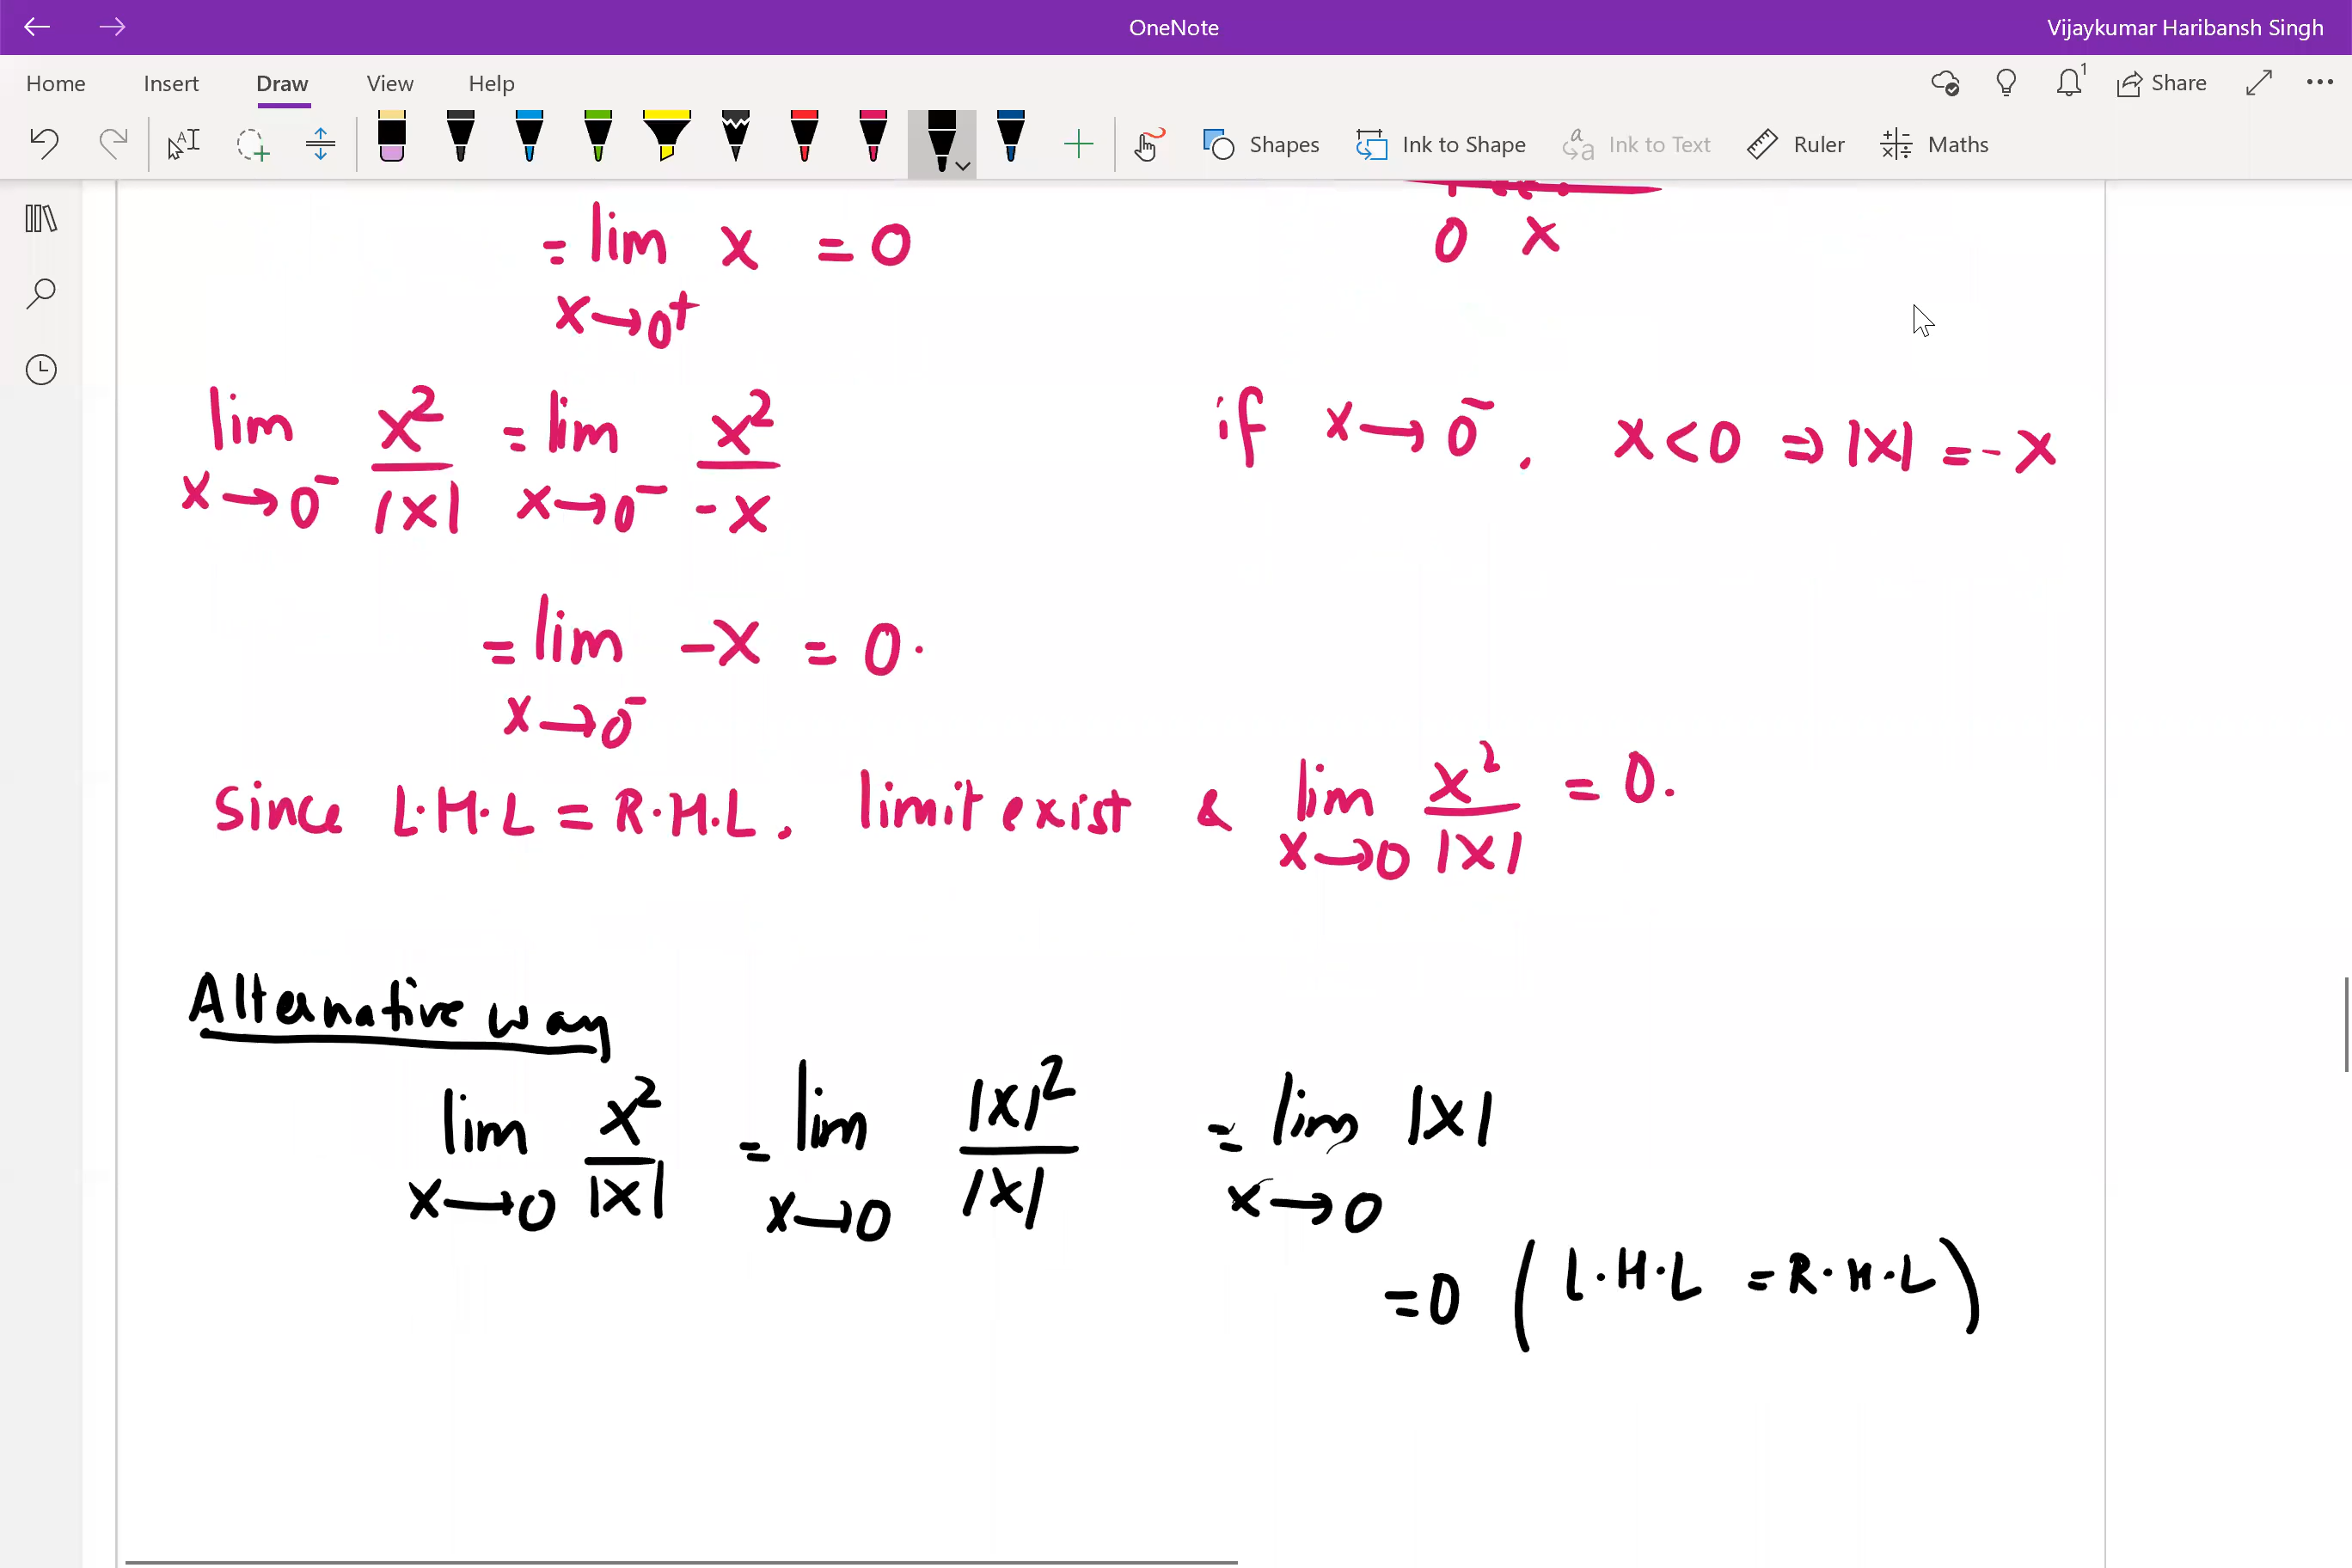 OneNote
Vijaykumar Haribansh Singh
Home Insert Draw View Help
1 Share
Shapes Ink to Shape Ink to Text Ruler Maths
= lim x = 0
x→0⁺
0 x
lim x² = lim x² if x→0⁻, x<0 ⇒ |x| = -x
x→0⁻ |x| x→0⁻ -x
= lim -x = 0.
x→0⁻
Since L.H.L = R.H.L, limit exist & lim x² = 0.
x→0 |x|
Alternative way
lim x² = lim |x|² = lim |x|
x→0 |x| x→0 |x| x→0
=0 ( L.H.L = R.H.L)